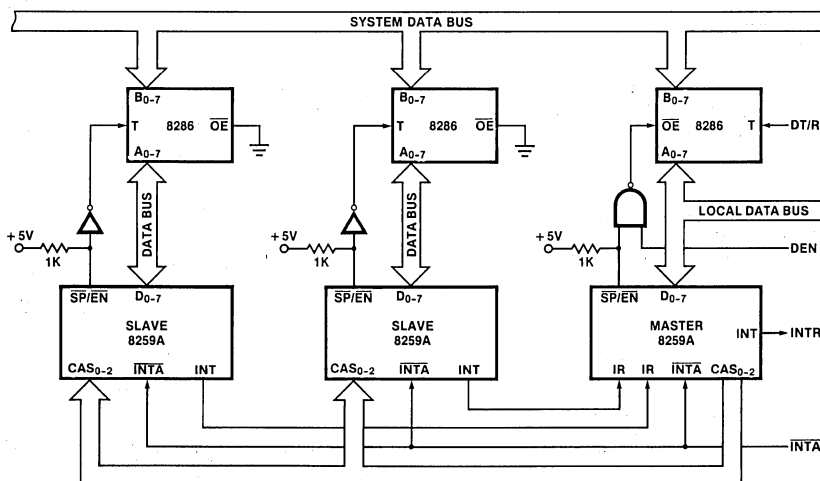 SYSTEM DATA BUS
B0-7
T 8286 OE
A0-7
B0-7
T 8286 OE
A0-7
B0-7
OE 8286 T
A0-7
DT/R
DATA BUS
DATA BUS
LOCAL DATA BUS
+5V
1K
+5V
1K
+5V
1K
DEN
SP/EN D0-7
SLAVE
8259A
CAS0-2 INTA INT
SP/EN D0-7
SLAVE
8259A
CAS0-2 INTA INT
SP/EN D0-7
MASTER
8259A
INT
IR IR INTA CAS0-2
INTR
INTA